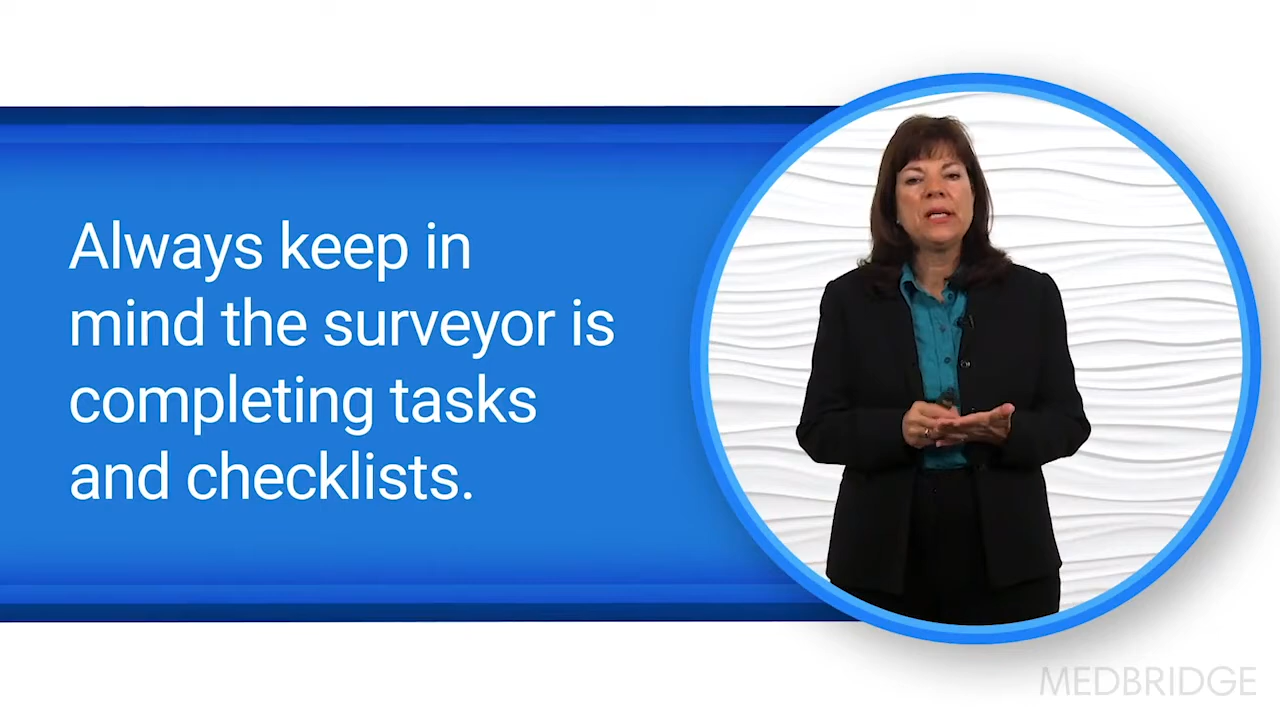 Always keep in
mind the surveyor is
completing tasks
and checklists.
MEDBRIDGE